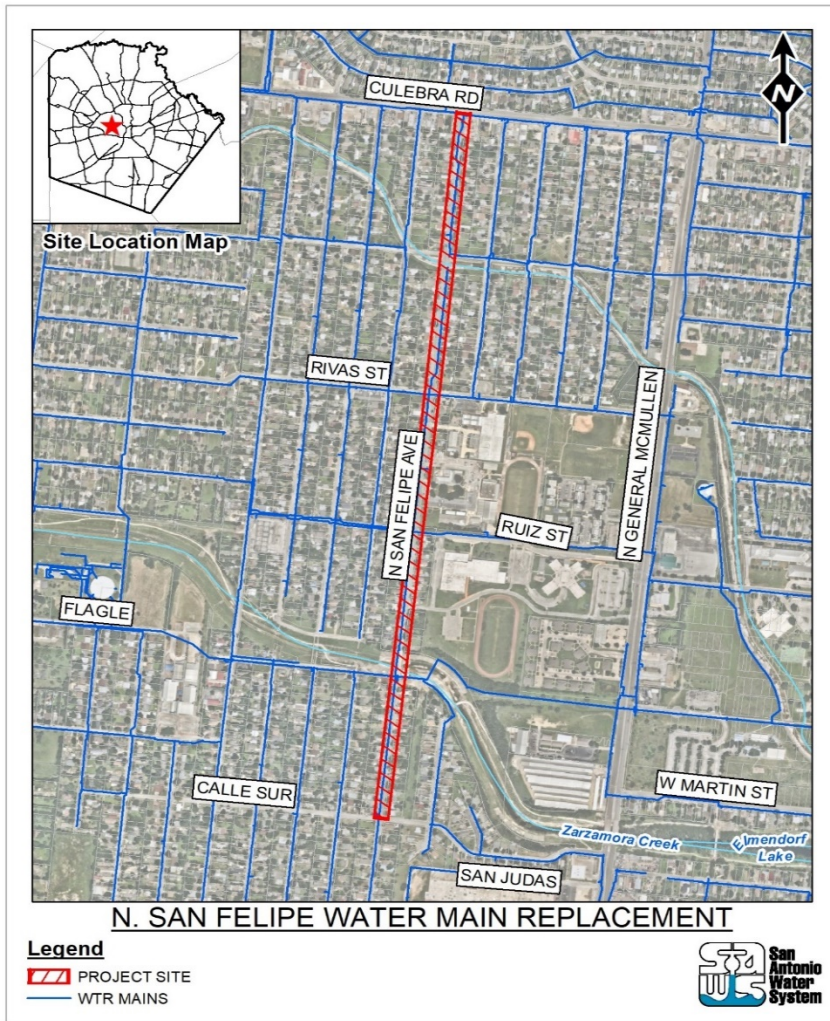 Site Location Map
N
CULEBRA RD
RIVAS ST
N SAN FELIPE AVE
N GENERAL MCMULLEN
RUIZ ST
FLAGLE
CALLE SUR
W MARTIN ST
Zarzamora Creek
Elmendorf
Lake
SAN JUDAS
N. SAN FELIPE WATER MAIN REPLACEMENT
Legend
PROJECT SITE
WTR MAINS
SAWS
San
Antonio
Water
System